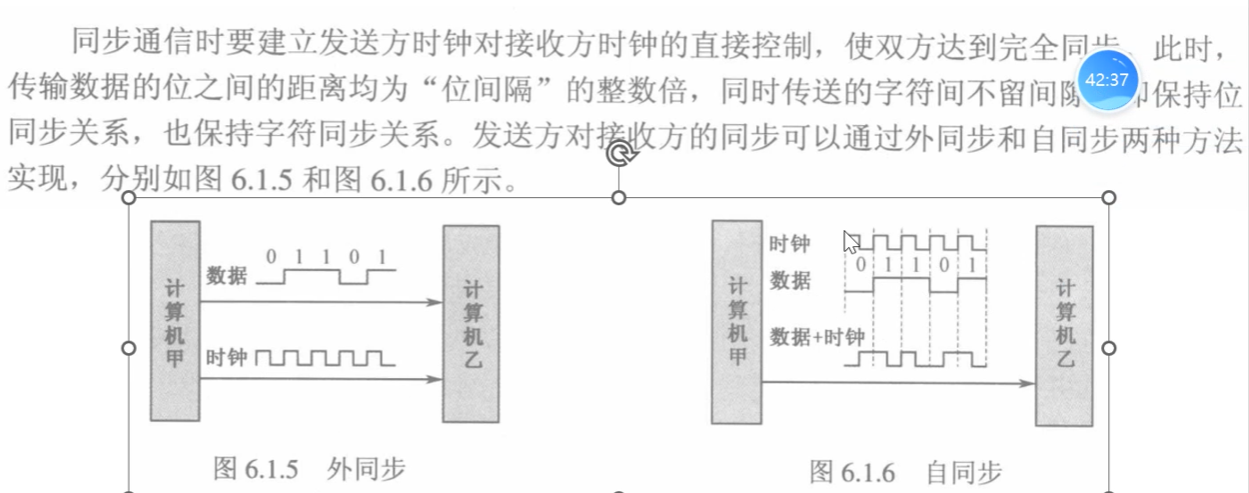 同步通信时要建立发送方时钟对接收方时钟的直接控制，使双方达到完全同步。此时，
传输数据的位之间的距离均为“位间隔”的整数倍，同时传送的字符间不留间隙 即保持位
同步关系，也保持字符同步关系。发送方对接收方的同步可以通过外同步和自同步两种方法
实现，分别如图 6.1.5 和图 6.1.6 所示。
42:37
计算机甲
数据
0 1 1 0 1
时钟
计算机乙
图 6.1.5 外同步
计算机甲
时钟
0 1 1 0 1
数据
数据+时钟
计算机乙
图 6.1.6 自同步